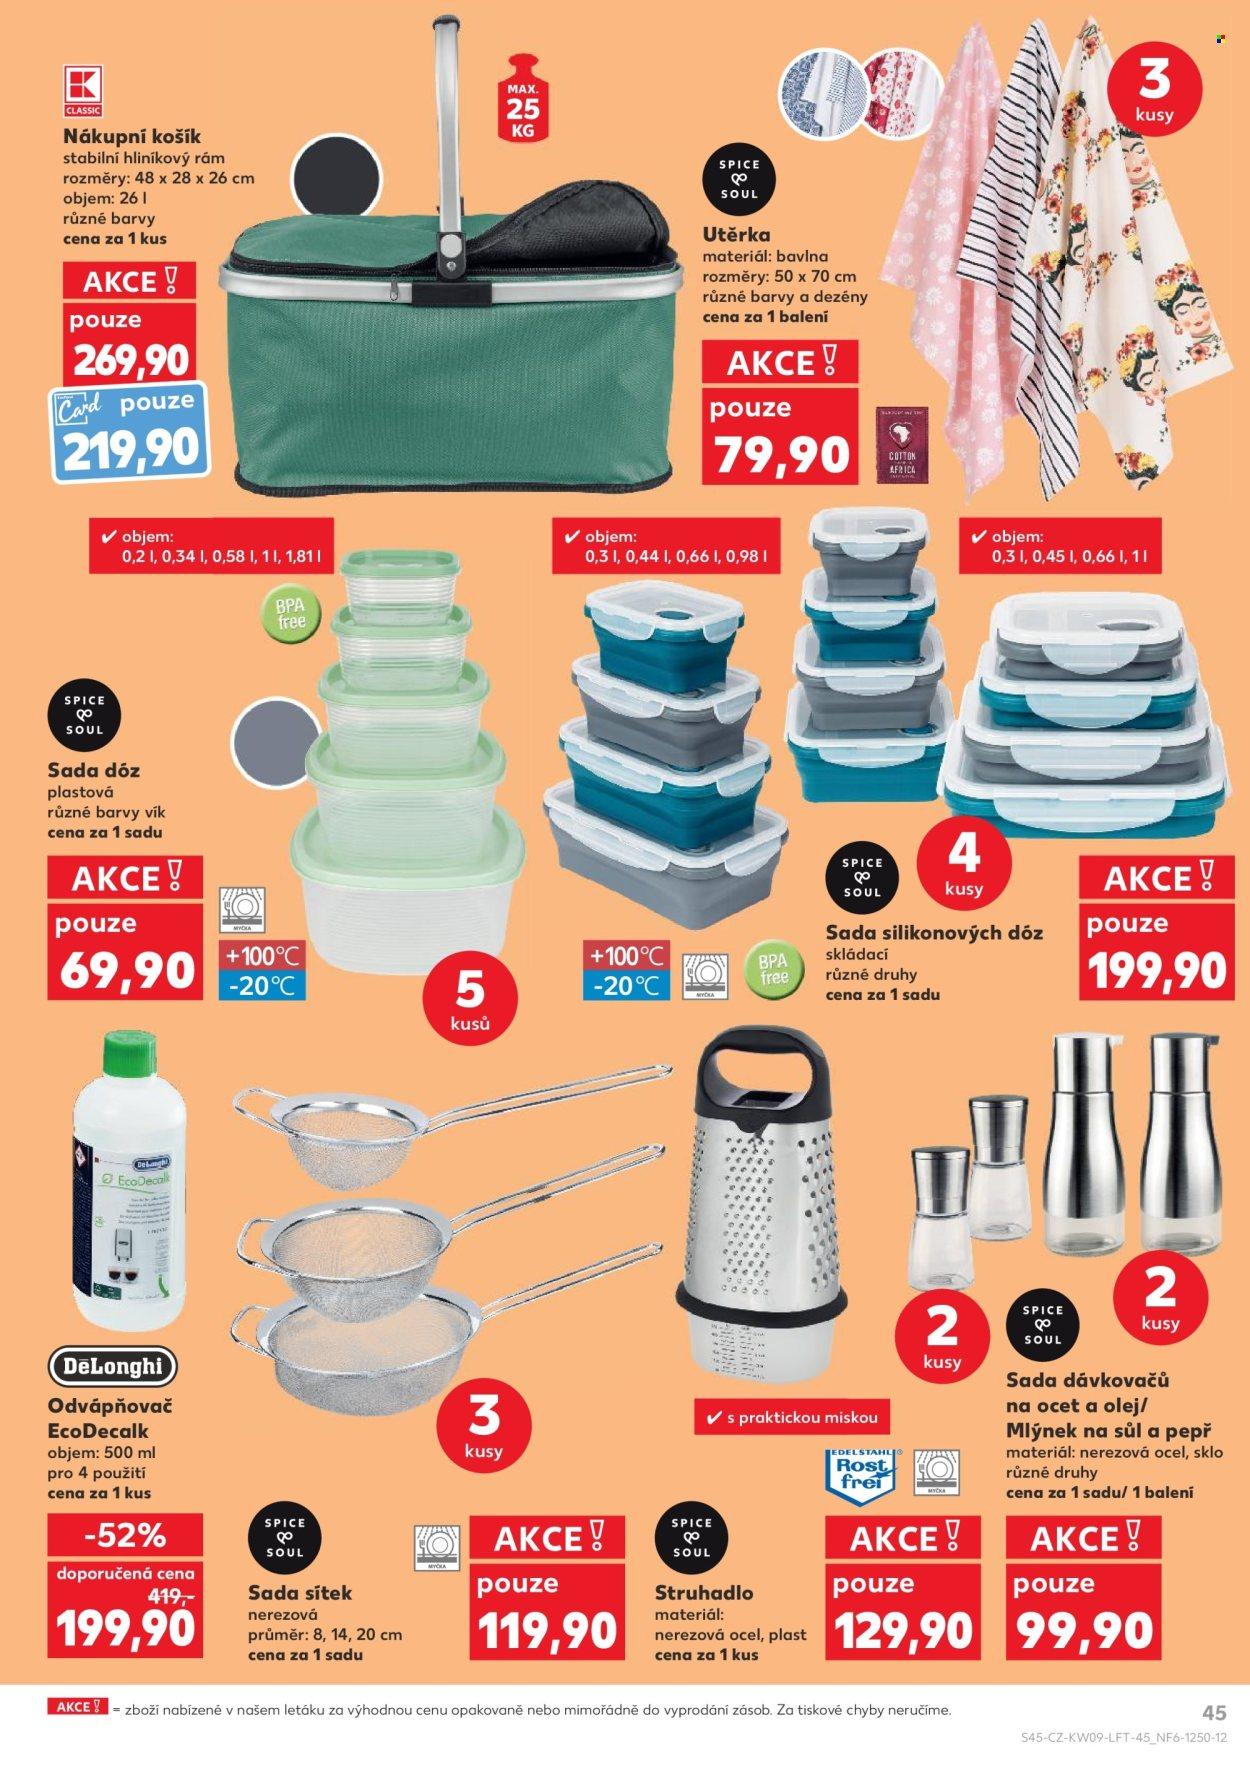 K
CLASSIC
Nákupní košík
stabilní hliníkový rám
rozměry: 48 x 28 x 26 cm
objem: 26 l
různé barvy
cena za 1 kus
AKCE!
pouze
269,90
Card pouze
219,90
MAX.
25
KG
3
kusy
SPICE
SOUL
Utěrka
materiál: bavlna
rozměry: 50 x 70 cm
různé barvy a dezény
cena za 1 balení
AKCE!
pouze
79,90
COTTON
AFRICA
✔ objem:
0,2 l, 0,34 l, 0,58 l, 1 l, 1,81 l
BPA
free
SPICE
SOUL
Sada dóz
plastová
různé barvy vík
cena za 1 sadu
AKCE!
pouze
69,90
MYČKA
+100°C
-20°C
5
kusů
✔ objem:
0,3 l, 0,44 l, 0,66 l, 0,98 l
✔ objem:
0,3 l, 0,45 l, 0,66 l, 1 l
4
kusy
SPICE
SOUL
Sada silikonových dóz
skládací
různé druhy
cena za 1 sadu
+100°C
-20°C
MYČKA
BPA
free
AKCE!
pouze
199,90
DeLonghi
EcoDecalk
DeLonghi
Odvápňovač
EcoDecalk
objem: 500 ml
pro 4 použití
cena za 1 kus
-52%
doporučená cena
419,-
199,90
3
kusy
SPICE
SOUL
Sada sítek
nerezová
průměr: 8, 14, 20 cm
cena za 1 sadu
MYČKA
AKCE!
pouze
119,90
✔ s praktickou miskou
EDELSTAHL
Rost
frei
MYČKA
SPICE
SOUL
Struhadlo
materiál:
nerezová ocel, plast
cena za 1 kus
AKCE!
pouze
129,90
2
kusy
2
kusy
SPICE
SOUL
Sada dávkovačů
na ocet a olej/
Mlýnek na sůl a pepř
materiál: nerezová ocel, sklo
různé druhy
cena za 1 sadu/ 1 balení
AKCE!
pouze
99,90
AKCE! = zboží nabízené v našem letáku za výhodnou cenu opakovaně nebo mimořádně do vyprodání zásob. Za tiskové chyby neručíme.
45
S45-CZ-KW09-LFT-45_NF6-1250-12